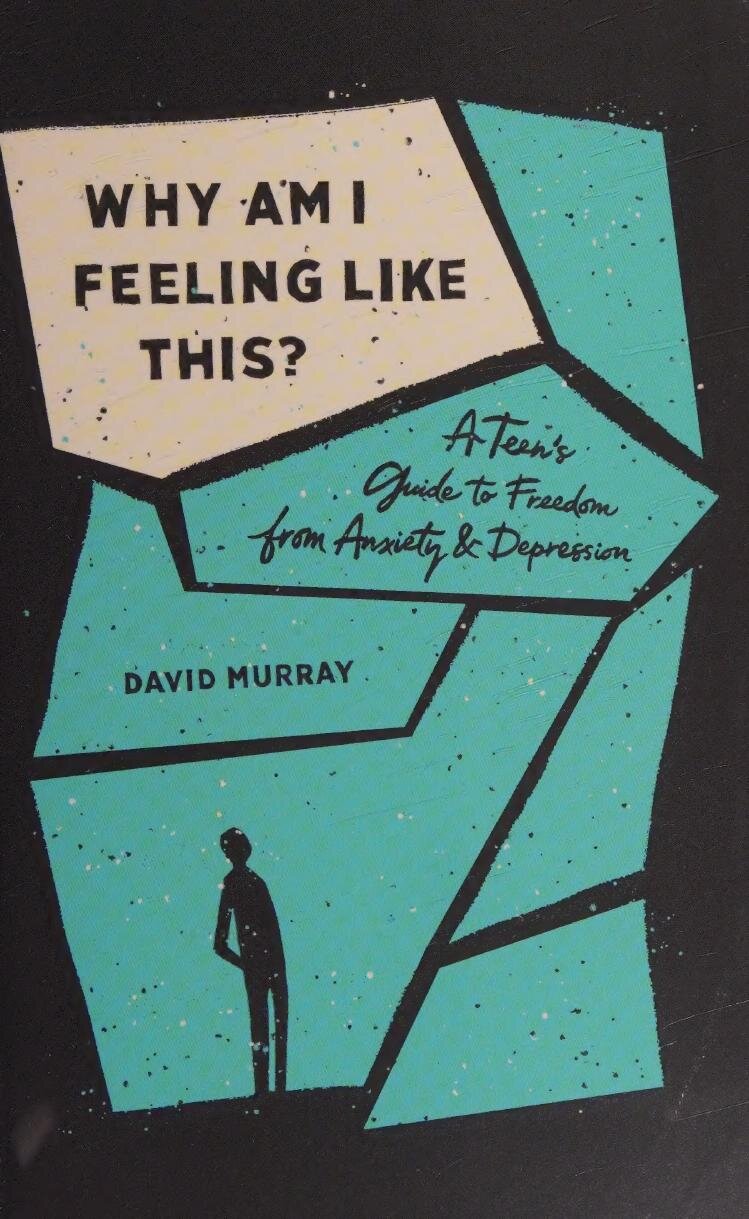 WHY AM I
FEELING LIKE
THIS?
A Teen's
Guide to Freedom
from Anxiety & Depression
DAVID MURRAY